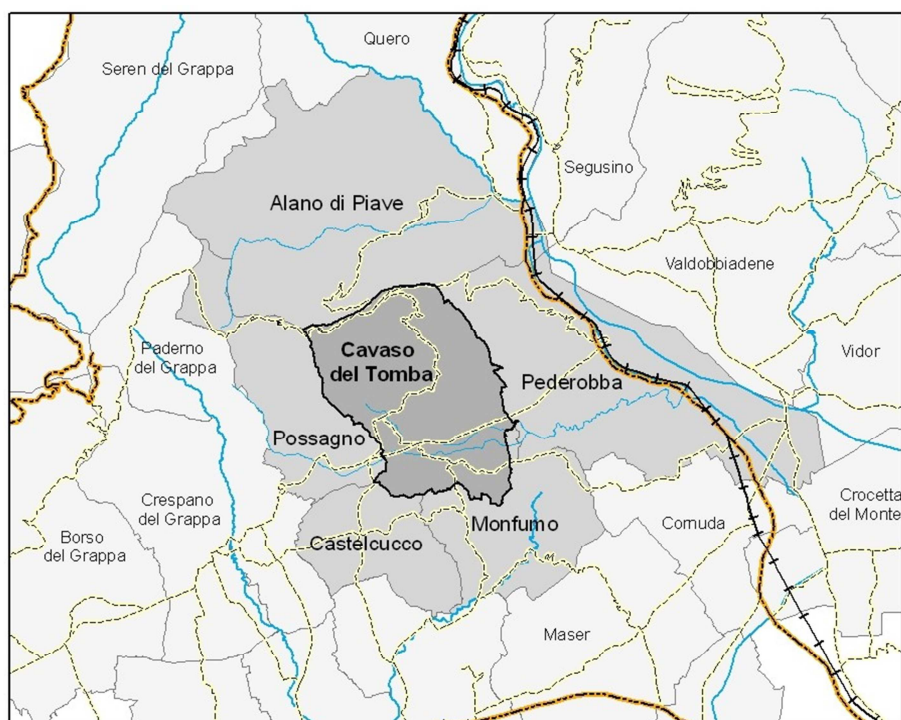 Quero
Seren del Grappa
Segusino
Alano di Piave
Valdobbiadene
Cavaso
del Tomba
Paderno
del Grappa
Vidor
Pederobba
Possagno
Crespano
del Grappa
Monfumo
Cornuda
Crocetta
del Monte
Borso
del Grappa
Castelcucco
Maser